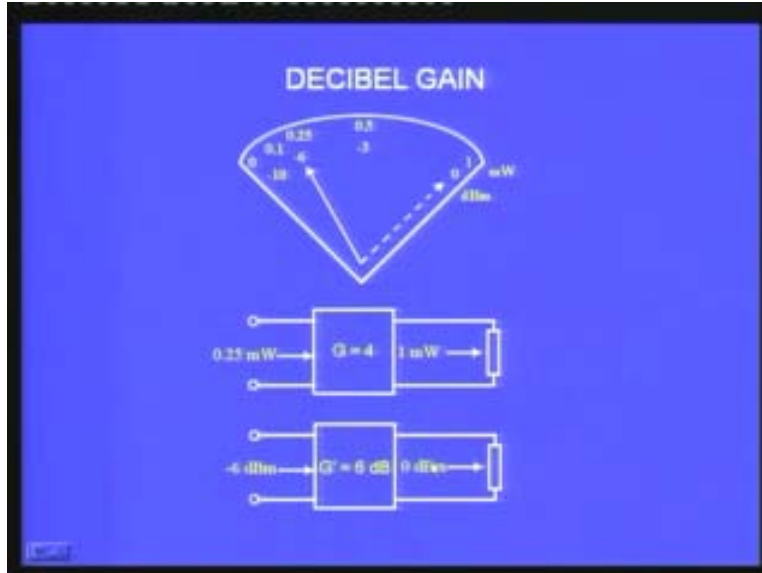 DECIBEL GAIN
0 0.1 0.25 0.5 1 mW
-10 -6 -3 0 dBm
0.25 mW G = 4 1 mW
-6 dBm G' = 6 dB 0 dBm